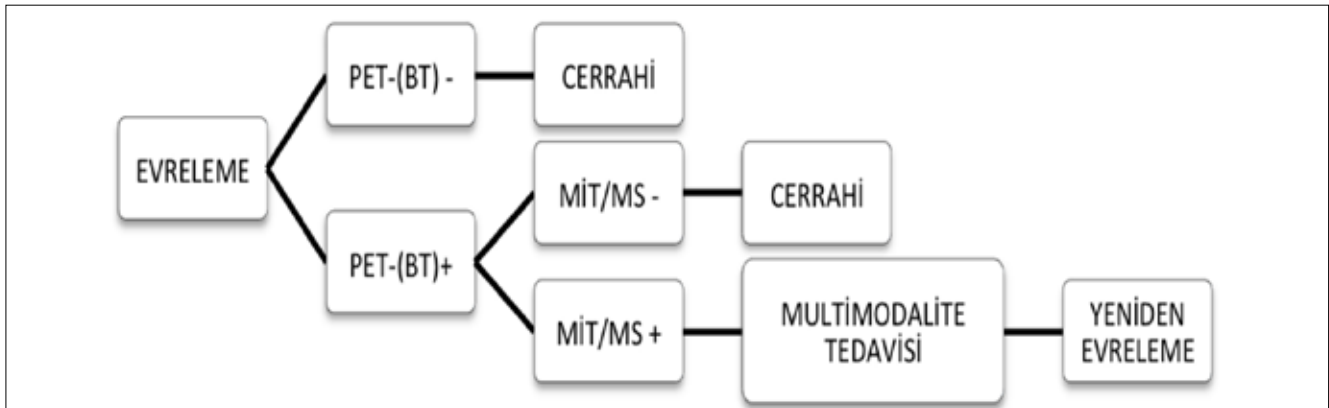 EVRELEME
PET-(BT) -
CERRAHİ
PET-(BT)+
MİT/MS -
CERRAHİ
MİT/MS +
MULTİMODALİTE
TEDAVİSİ
YENİDEN
EVRELEME